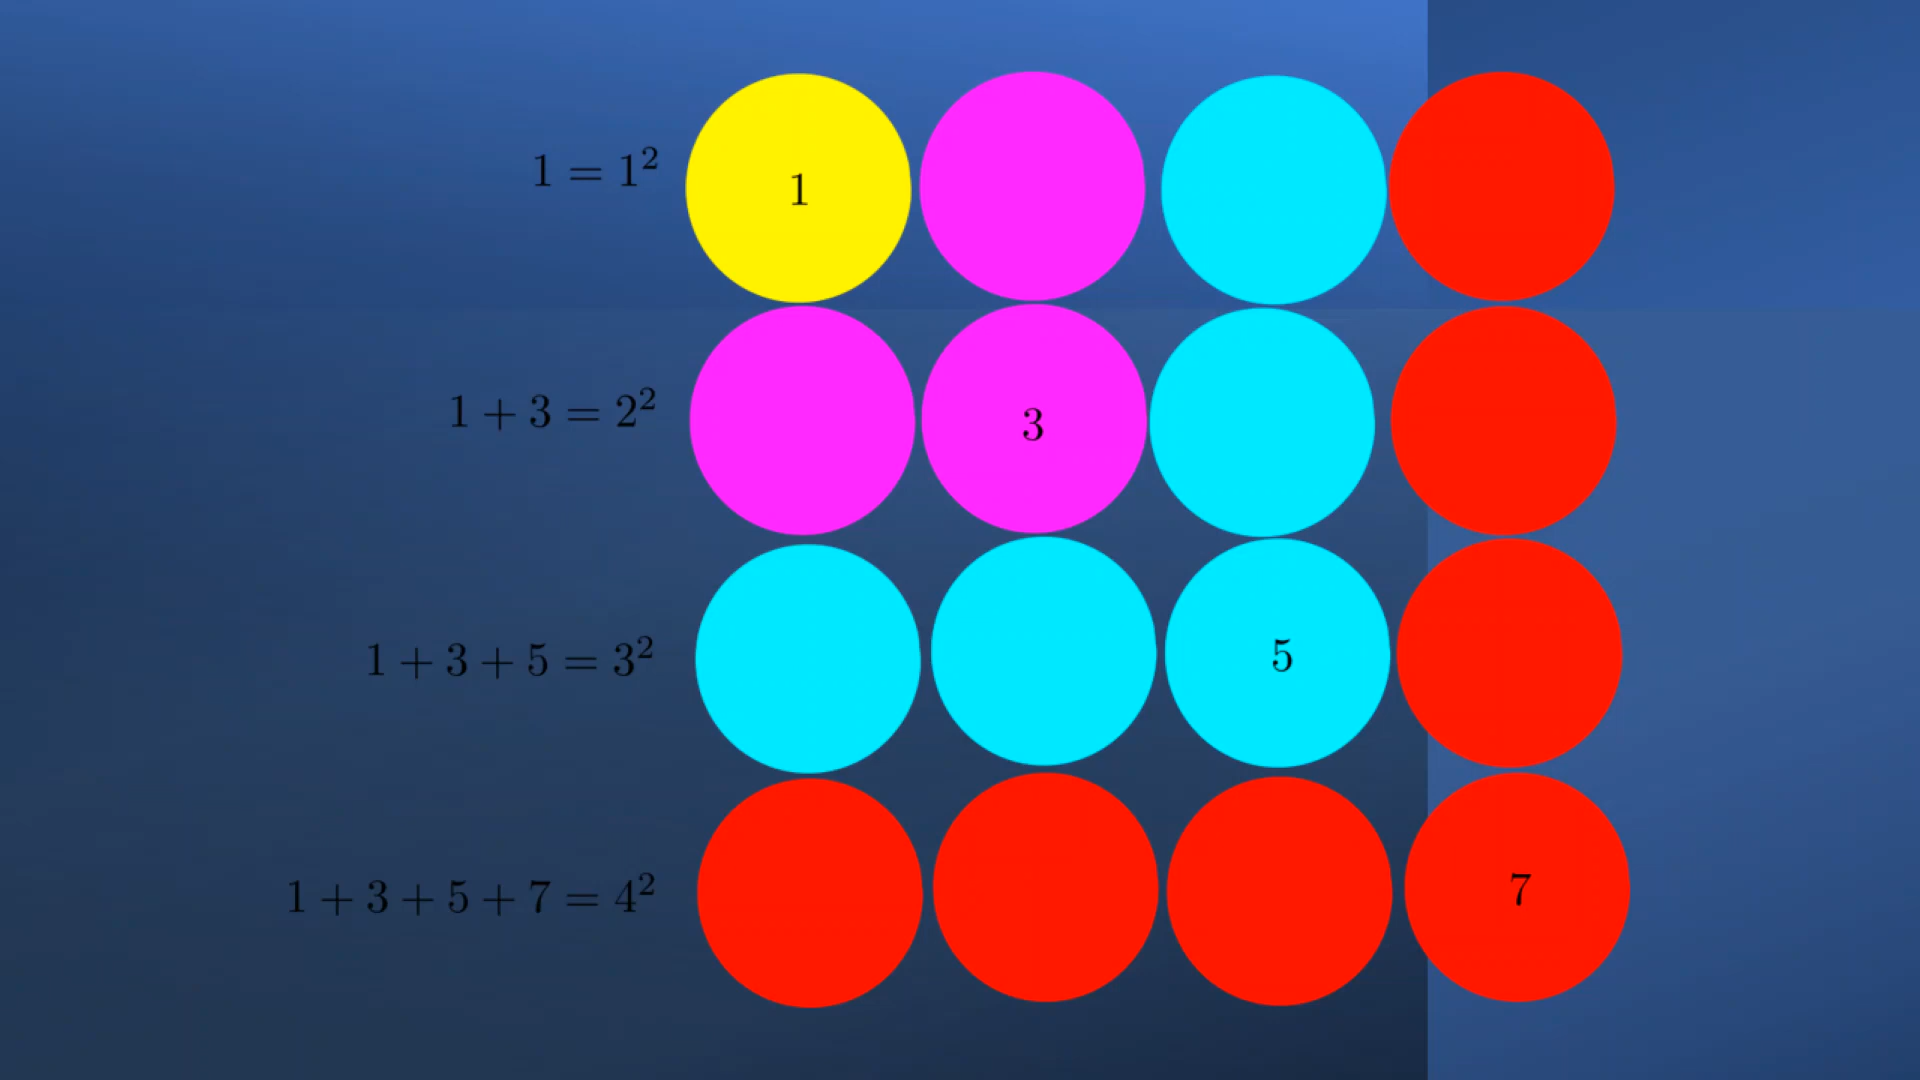 1 = 1²
1
1 + 3 = 2²
3
1 + 3 + 5 = 3²
5
1 + 3 + 5 + 7 = 4²
7